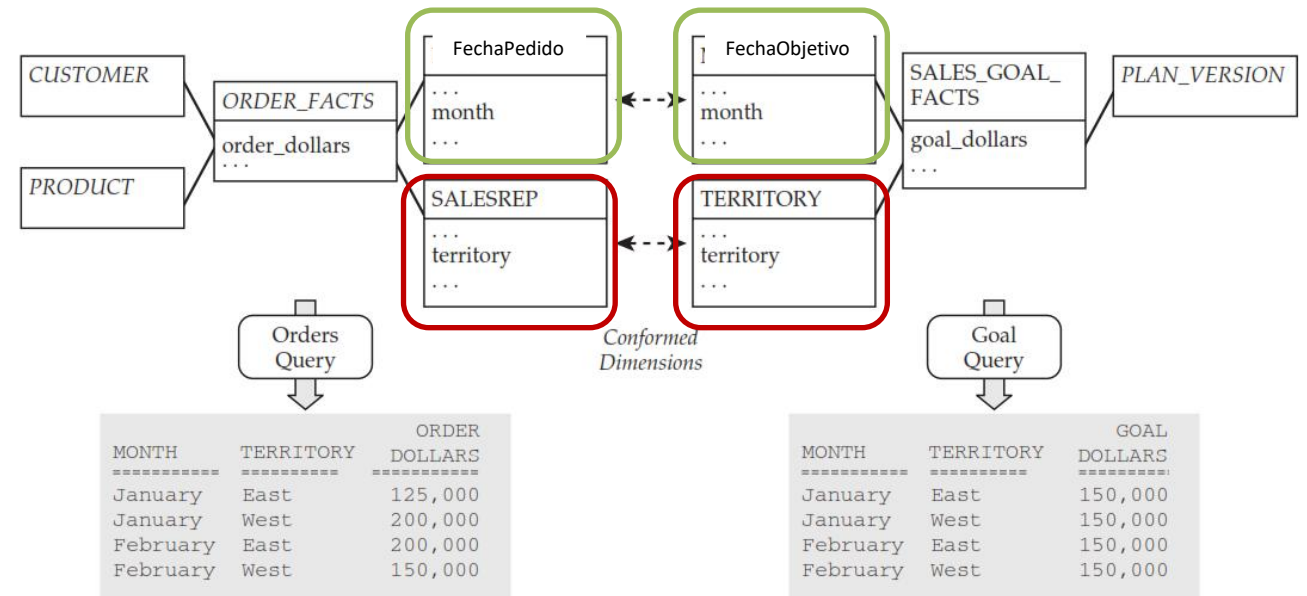 CUSTOMER
PRODUCT
ORDER_FACTS
order_dollars
. . .
FechaPedido
. . .
month
. . .
SALESREP
. . .
territory
. . .
FechaObjetivo
. . .
month
. . .
TERRITORY
. . .
territory
. . .
SALES_GOAL_
FACTS
goal_dollars
. . .
PLAN_VERSION
Conformed
Dimensions
Orders
Query
Goal
Query
ORDER
MONTH TERRITORY DOLLARS
=========== ========== ===========
January East 125,000
January West 200,000
February East 200,000
February West 150,000
GOAL
MONTH TERRITORY DOLLARS
=========== ========== ==========
January East 150,000
January West 150,000
February East 150,000
February West 150,000